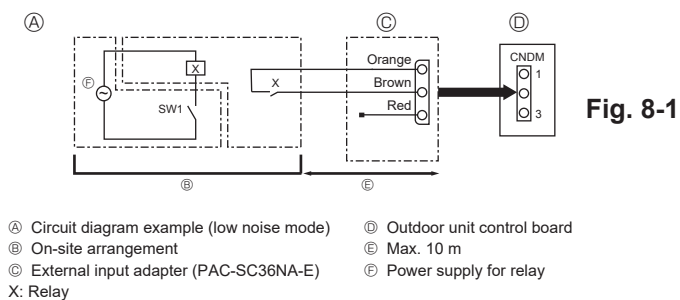 Ⓐ
Ⓒ
Ⓓ
Orange
CNDM
X
1
Ⓕ
X
Brown
SW1
Red
3
Fig. 8-1
Ⓑ
Ⓔ
Ⓐ Circuit diagram example (low noise mode)
Ⓑ On-site arrangement
Ⓒ External input adapter (PAC-SC36NA-E)
X: Relay
Ⓓ Outdoor unit control board
Ⓔ Max. 10 m
Ⓕ Power supply for relay